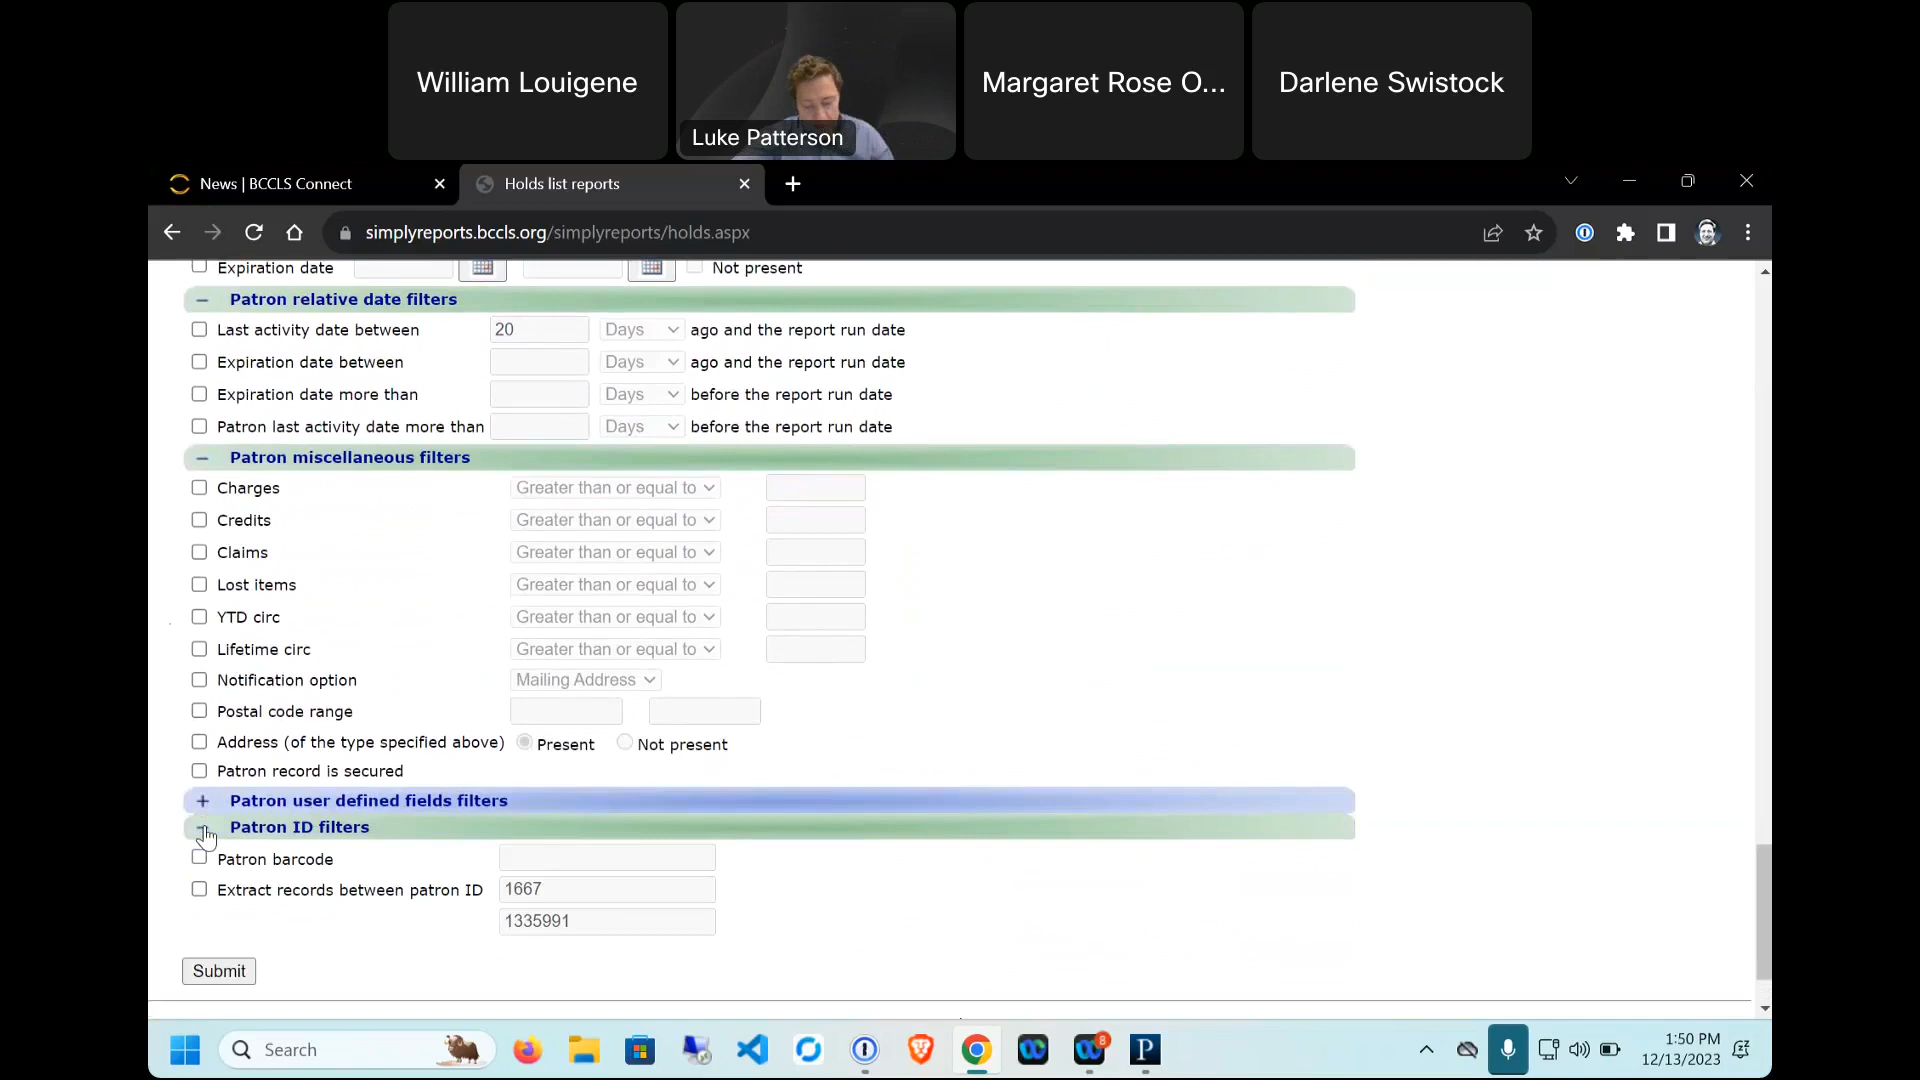 William Louigene
Luke Patterson
Margaret Rose O...
Darlene Swistock
News | BCCLS Connect
Holds list reports
simplyreports.bccls.org/simplyreports/holds.aspx
Expiration date Not present
Patron relative date filters
Last activity date between 20 Days ago and the report run date
Expiration date between Days ago and the report run date
Expiration date more than Days before the report run date
Patron last activity date more than Days before the report run date
Patron miscellaneous filters
Charges Greater than or equal to
Credits Greater than or equal to
Claims Greater than or equal to
Lost items Greater than or equal to
YTD circ Greater than or equal to
Lifetime circ Greater than or equal to
Notification option Mailing Address
Postal code range
Address (of the type specified above) Present Not present
Patron record is secured
Patron user defined fields filters
Patron ID filters
Patron barcode
Extract records between patron ID 1667
1335991
Submit
Search
8
P
1:50 PM
12/13/2023